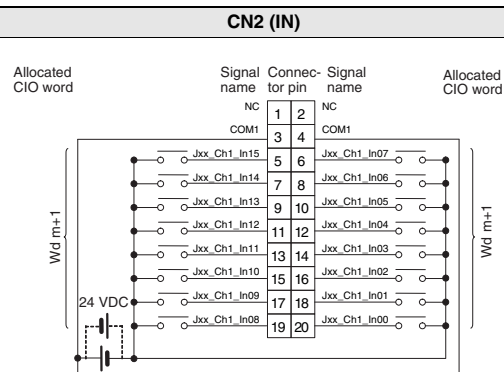 CN2 (IN)
Allocated CIO word
Signal name
Connec- tor pin
Signal name
Allocated CIO word
NC 1 2 NC
COM1 3 4 COM1
Jxx_Ch1_In15 5 6 Jxx_Ch1_In07
Jxx_Ch1_In14 7 8 Jxx_Ch1_In06
Jxx_Ch1_In13 9 10 Jxx_Ch1_In05
Jxx_Ch1_In12 11 12 Jxx_Ch1_In04
Jxx_Ch1_In11 13 14 Jxx_Ch1_In03
Jxx_Ch1_In10 15 16 Jxx_Ch1_In02
Jxx_Ch1_In09 17 18 Jxx_Ch1_In01
Jxx_Ch1_In08 19 20 Jxx_Ch1_In00
Wd m+1
Wd m+1
24 VDC